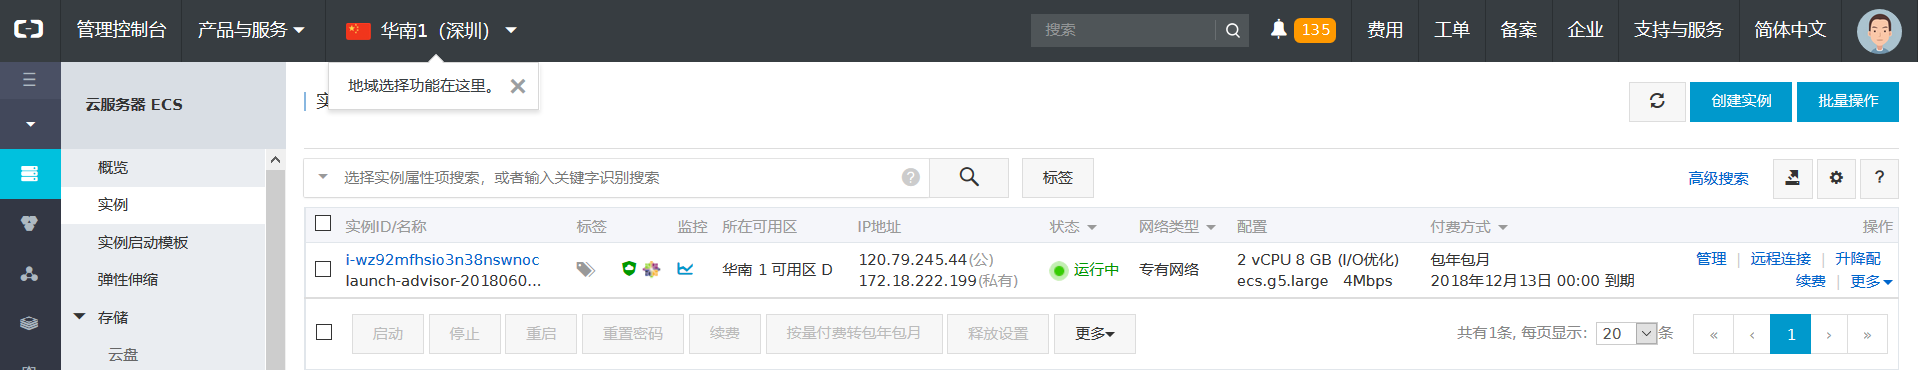 管理控制台 产品与服务 华南1（深圳） 搜索 135 费用 工单 备案 企业 支持与服务 简体中文
地域选择功能在这里。
云服务器 ECS
创建实例 批量操作
概览
实例
实例启动模板
弹性伸缩
存储
云盘
选择实例属性项搜索，或者输入关键字识别搜索 ? 标签 高级搜索 ?
实例ID/名称 标签 监控 所在可用区 IP地址 状态 网络类型 配置 付费方式 操作
i-wz92mfhsio3n38nswnoc 华南 1 可用区 D 120.79.245.44(公) 运行中 专有网络 2 vCPU 8 GB (I/O优化) 包年包月 管理 | 远程连接 | 升降配
launch-advisor-2018060... 172.18.222.199(私有) ecs.g5.large 4Mbps 2018年12月13日 00:00 到期 续费 | 更多
启动 停止 重启 重置密码 续费 按量付费转包年包月 释放设置 更多 共有1条, 每页显示: 20 条 « ‹ 1 › »